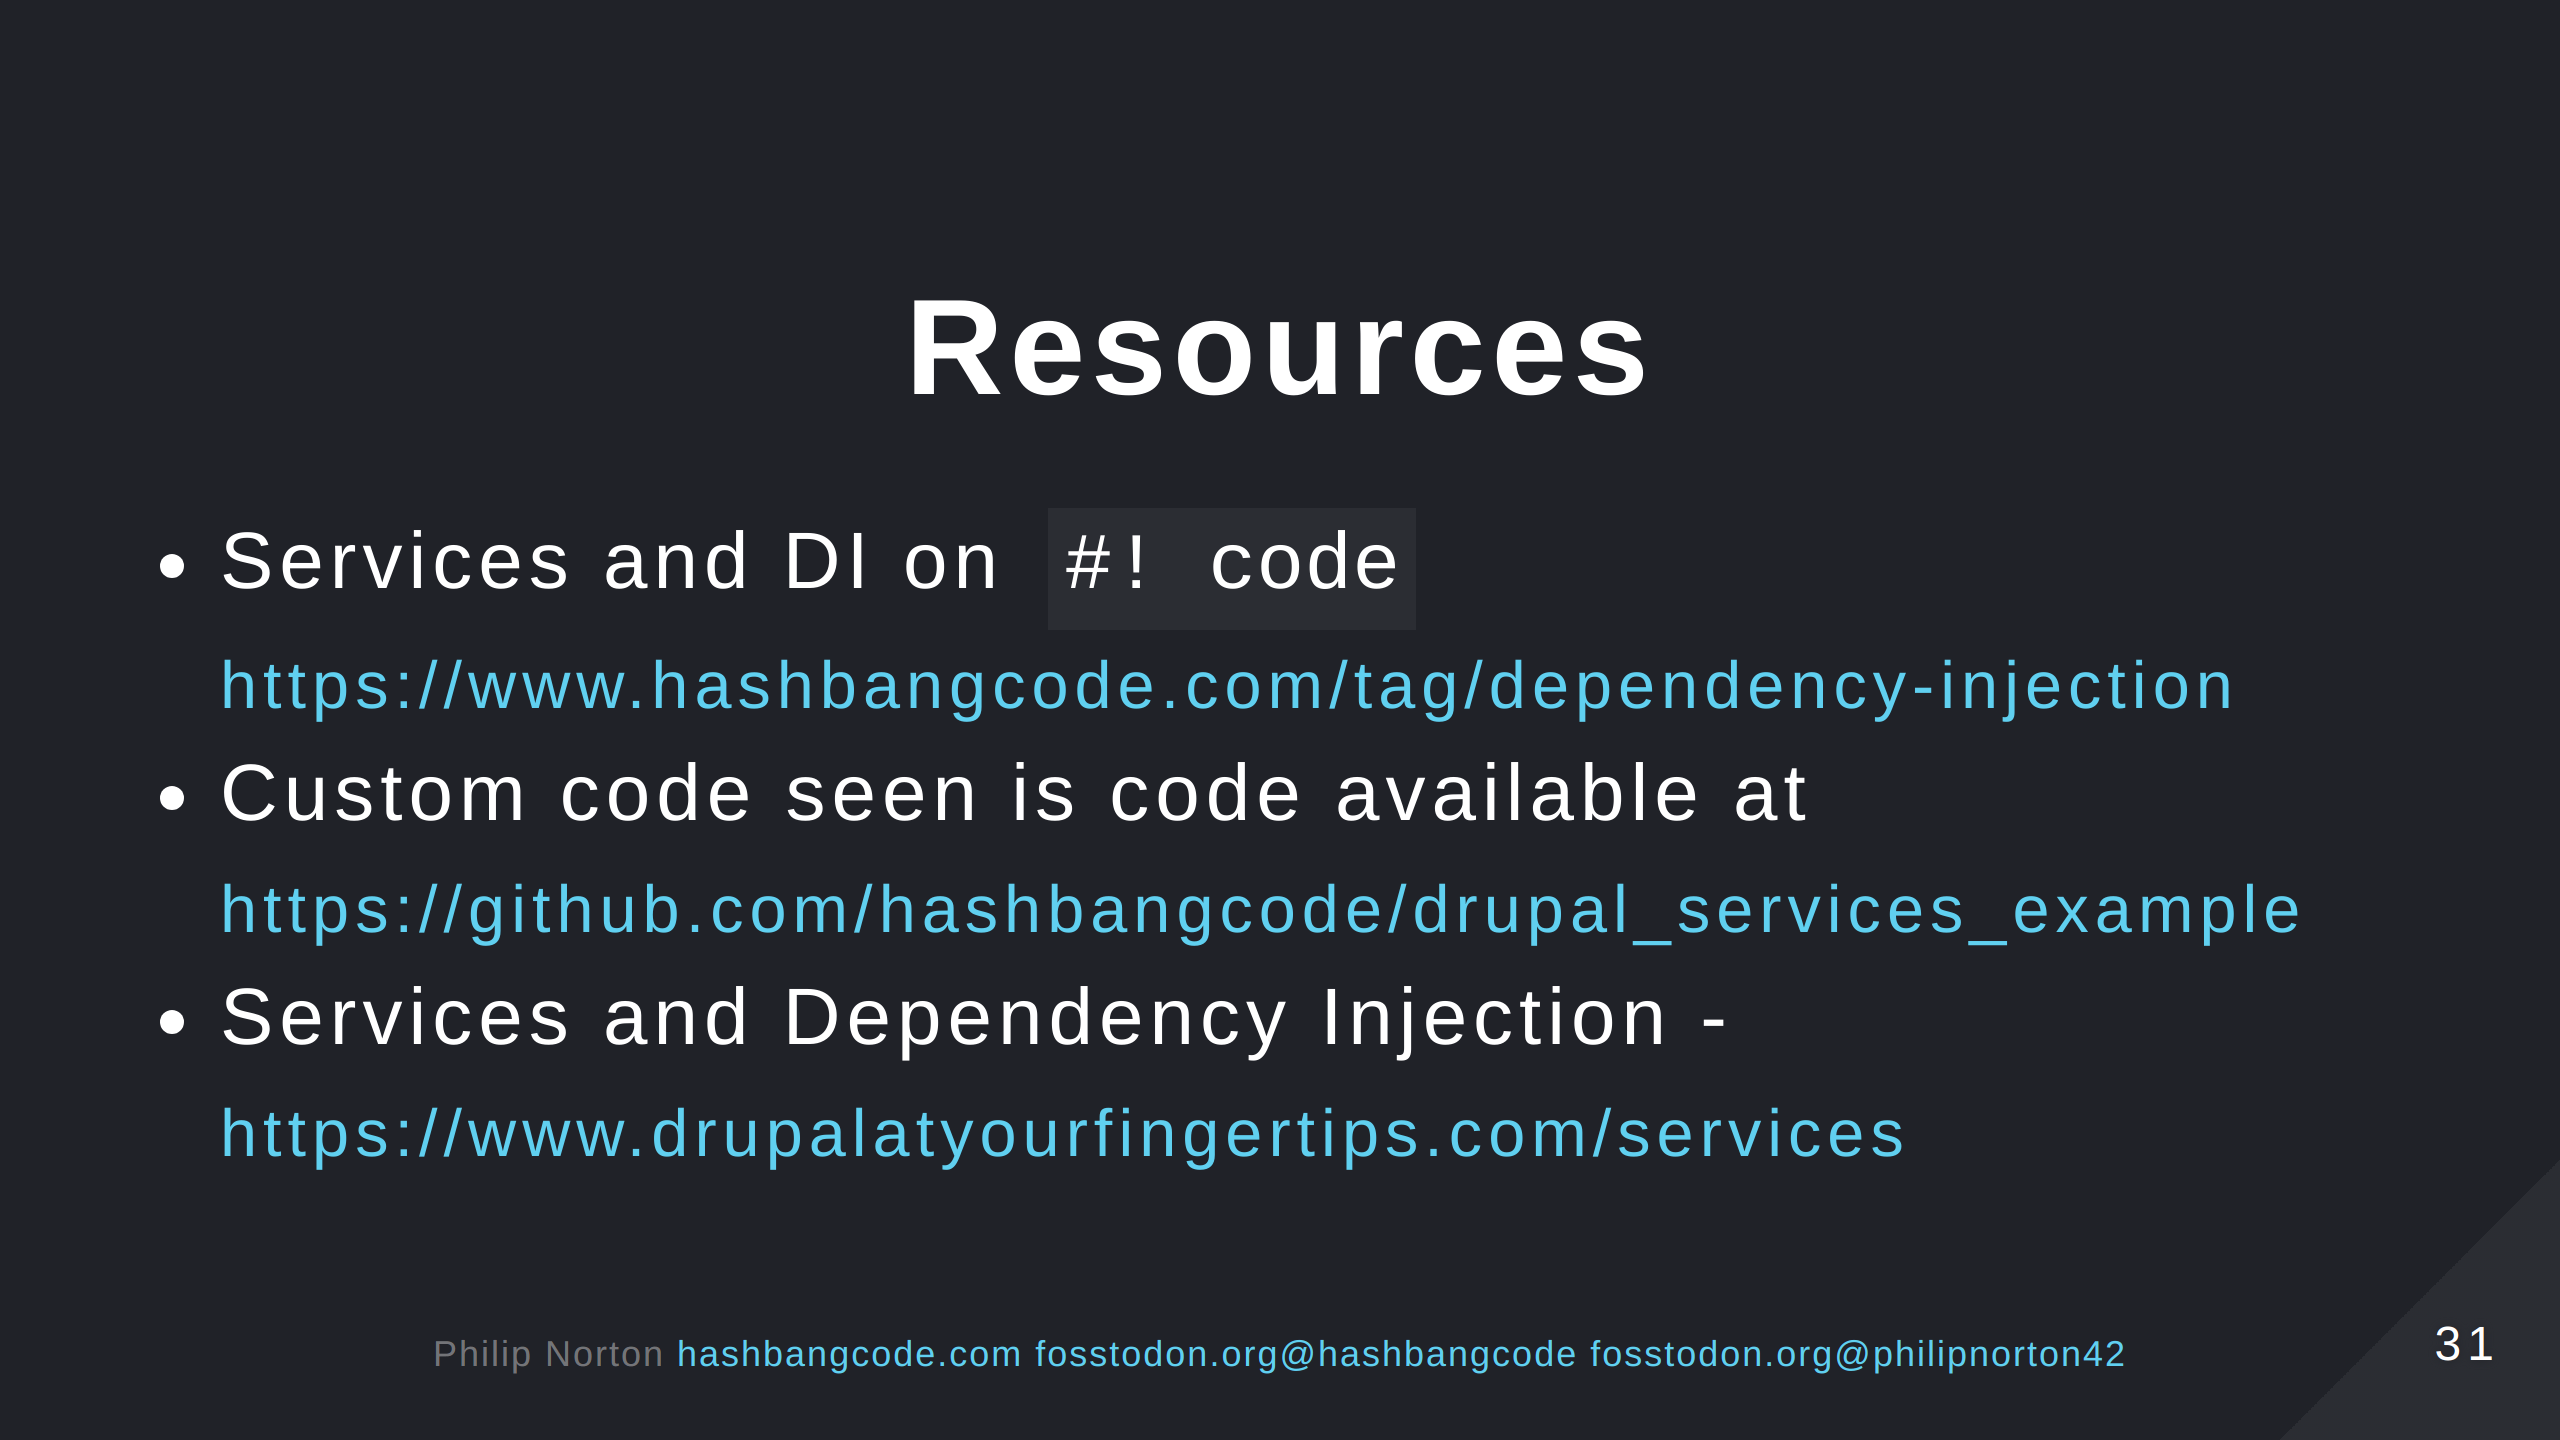 Resources
• Services and DI on #! code
https://www.hashbangcode.com/tag/dependency-injection
• Custom code seen is code available at
https://github.com/hashbangcode/drupal_services_example
• Services and Dependency Injection -
https://www.drupalatyourfingertips.com/services
Philip Norton hashbangcode.com fosstodon.org@hashbangcode fosstodon.org@philipnorton42
31